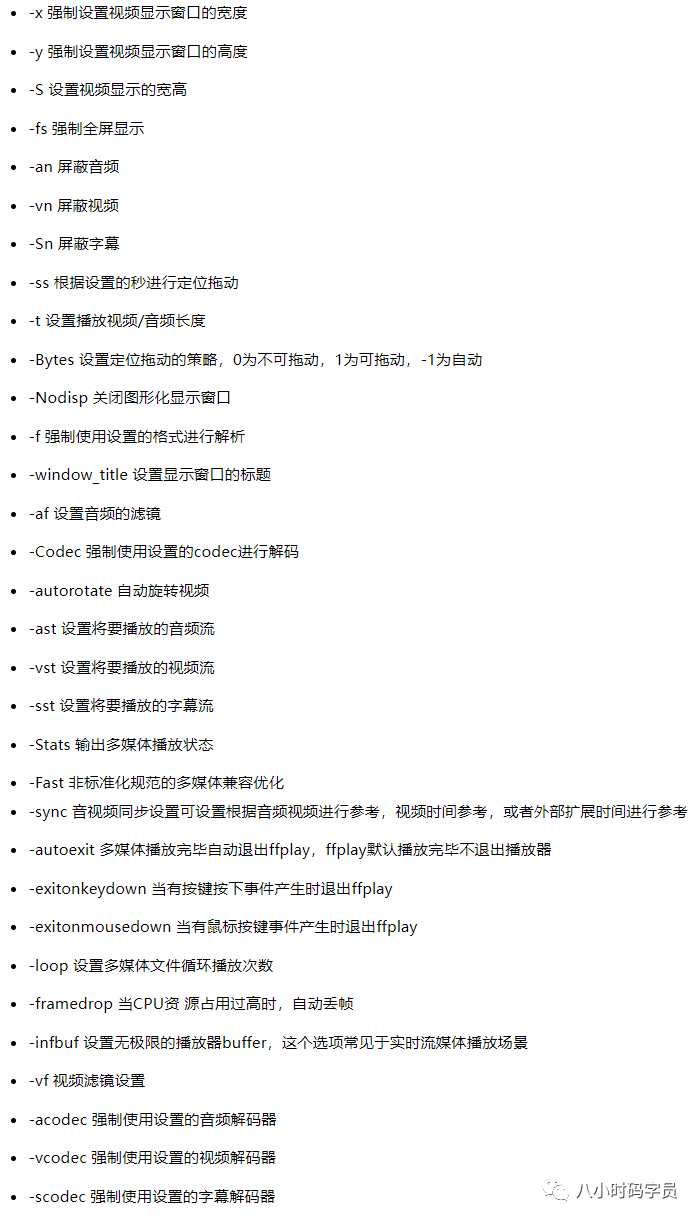 • -x 强制设置视频显示窗口的宽度
• -y 强制设置视频显示窗口的高度
• -S 设置视频显示的宽高
• -fs 强制全屏显示
• -an 屏蔽音频
• -vn 屏蔽视频
• -Sn 屏蔽字幕
• -ss 根据设置的秒进行定位拖动
• -t 设置播放视频/音频长度
• -Bytes 设置定位拖动的策略，0为不可拖动，1为可拖动，-1为自动
• -Nodisp 关闭图形化显示窗口
• -f 强制使用设置的格式进行解析
• -window_title 设置显示窗口的标题
• -af 设置音频的滤镜
• -Codec 强制使用设置的codec进行解码
• -autorotate 自动旋转视频
• -ast 设置将要播放的音频流
• -vst 设置将要播放的视频流
• -sst 设置将要播放的字幕流
• -Stats 输出多媒体播放状态
• -Fast 非标准化规范的多媒体兼容优化
• -sync 音视频同步设置可设置根据音频视频进行参考，视频时间参考，或者外部扩展时间进行参考
• -autoexit 多媒体播放完毕自动退出ffplay，ffplay默认播放完毕不退出播放器
• -exitonkeydown 当有按键按下事件产生时退出ffplay
• -exitonmousedown 当有鼠标按键事件产生时退出ffplay
• -loop 设置多媒体文件循环播放次数
• -framedrop 当CPU资 源占用过高时，自动丢帧
• -infbuf 设置无极限的播放器buffer，这个选项常见于实时流媒体播放场景
• -vf 视频滤镜设置
• -acodec 强制使用设置的音频解码器
• -vcodec 强制使用设置的视频解码器
• -scodec 强制使用设置的字幕解码器
八小时码字员